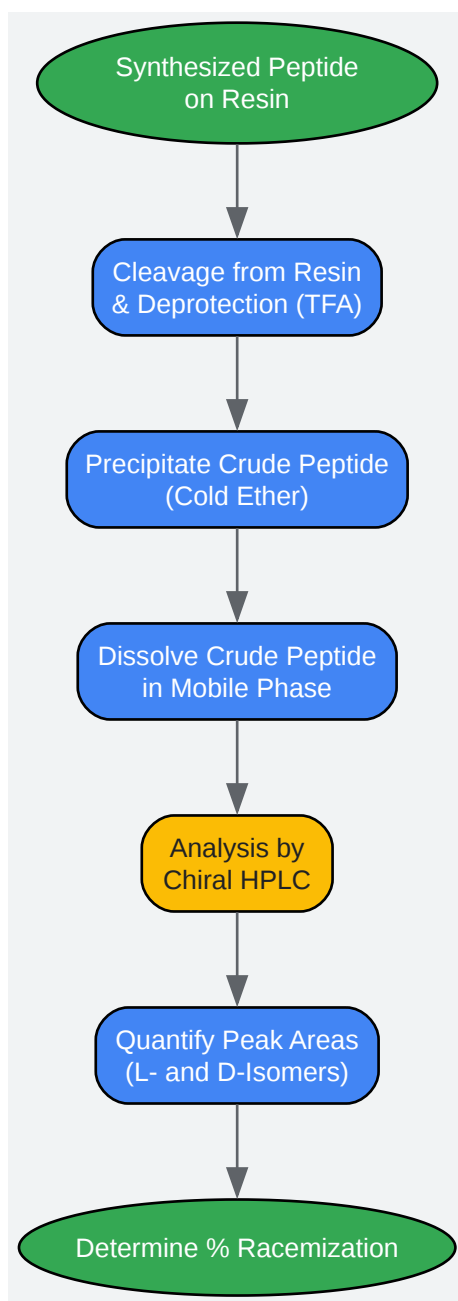 Synthesized Peptide
on Resin
Cleavage from Resin
& Deprotection (TFA)
Precipitate Crude Peptide
(Cold Ether)
Dissolve Crude Peptide
in Mobile Phase
Analysis by
Chiral HPLC
Quantify Peak Areas
(L- and D-Isomers)
Determine % Racemization